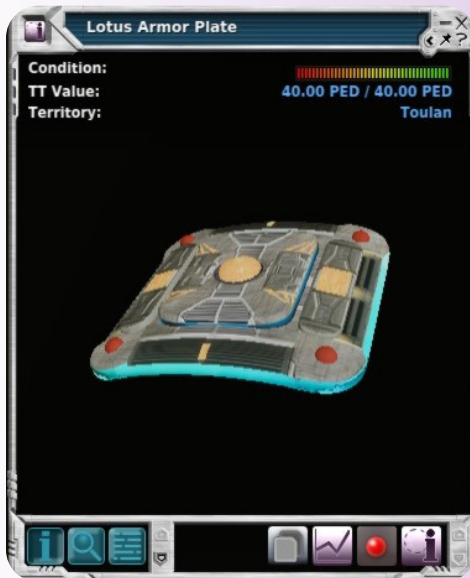 Lotus Armor Plate
Condition:
TT Value: 40.00 PED / 40.00 PED
Territory: Toulan